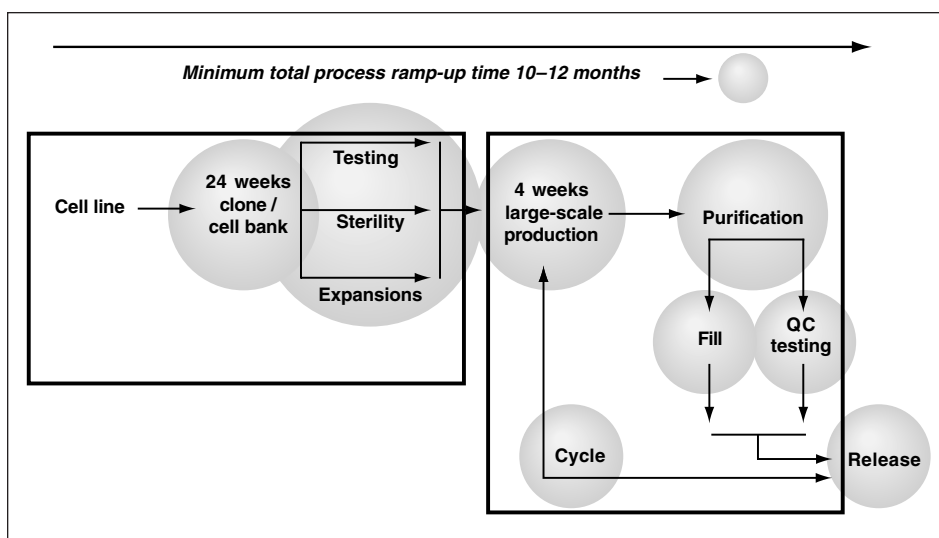 Minimum total process ramp-up time 10–12 months
Cell line
24 weeks
clone /
cell bank
Testing
Sterility
Expansions
4 weeks
large-scale
production
Purification
Fill
QC
testing
Cycle
Release